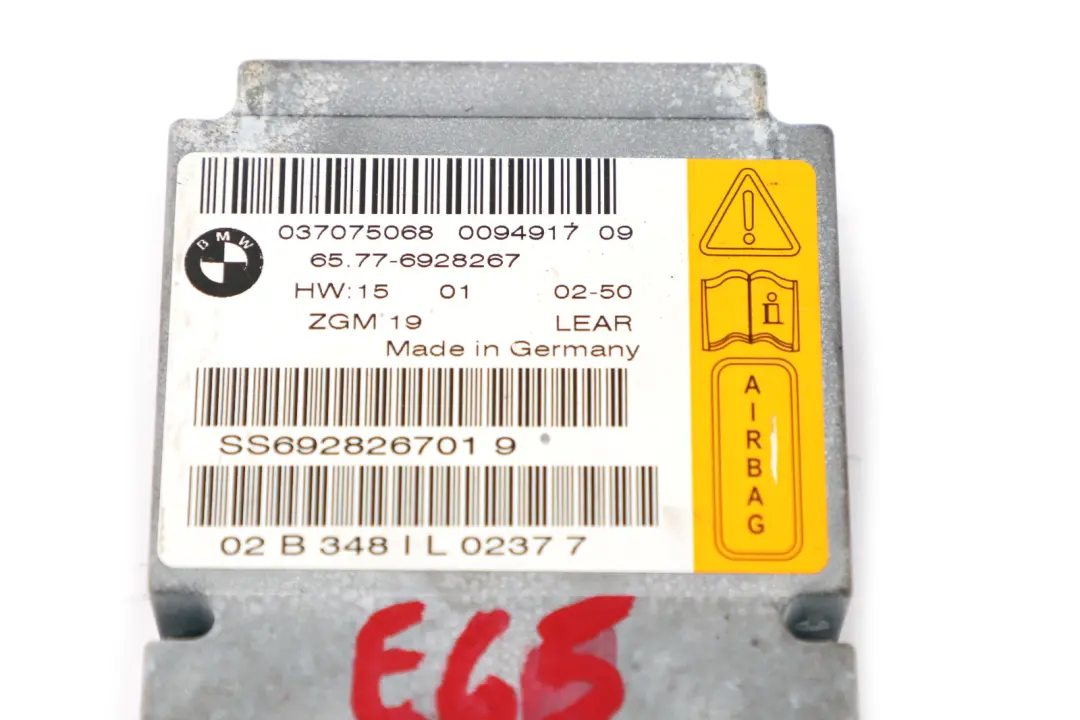 BMW
037075068 0094917 09
65.77-6928267
HW:15 01 02-50
ZGM 19 LEAR
Made in Germany
SS692826701 9
02 B 348 I L 0237 7
i
AIRBAG
E65